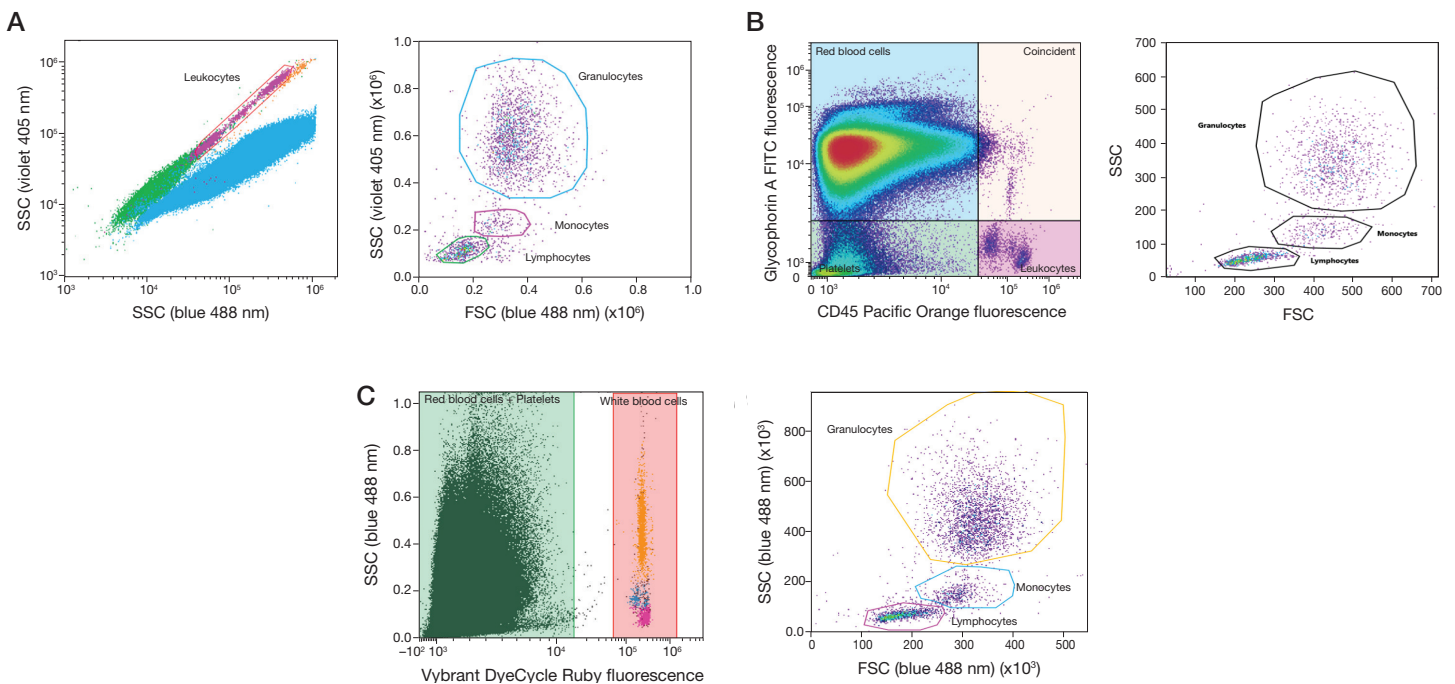 A
SSC (violet 405 nm)
10⁶
10⁵
10⁴
10³
Leukocytes
10³
10⁴
10⁵
10⁶
SSC (blue 488 nm)
SSC (violet 405 nm) (x10⁶)
1.0
0.8
0.6
0.4
0.2
0.0
Granulocytes
Monocytes
Lymphocytes
0.0
0.2
0.4
0.6
0.8
1.0
FSC (blue 488 nm) (x10⁶)
B
Glycophorin A FITC fluorescence
10⁶
10⁵
10⁴
10³
0
Red blood cells
Coincident
Platelets
Leukocytes
0
10³
10⁴
10⁵
10⁶
CD45 Pacific Orange fluorescence
SSC
700
600
500
400
300
200
100
0
Granulocytes
Monocytes
Lymphocytes
100
200
300
400
500
600
700
FSC
C
SSC (blue 488 nm)
1.0
0.8
0.6
0.4
0.2
0.0
Red blood cells + Platelets
White blood cells
−10² 10³
10⁴
10⁵
10⁶
Vybrant DyeCycle Ruby fluorescence
SSC (blue 488 nm) (x10³)
800
600
400
200
0.0
Granulocytes
Monocytes
Lymphocytes
100
200
300
400
500
FSC (blue 488 nm) (x10³)